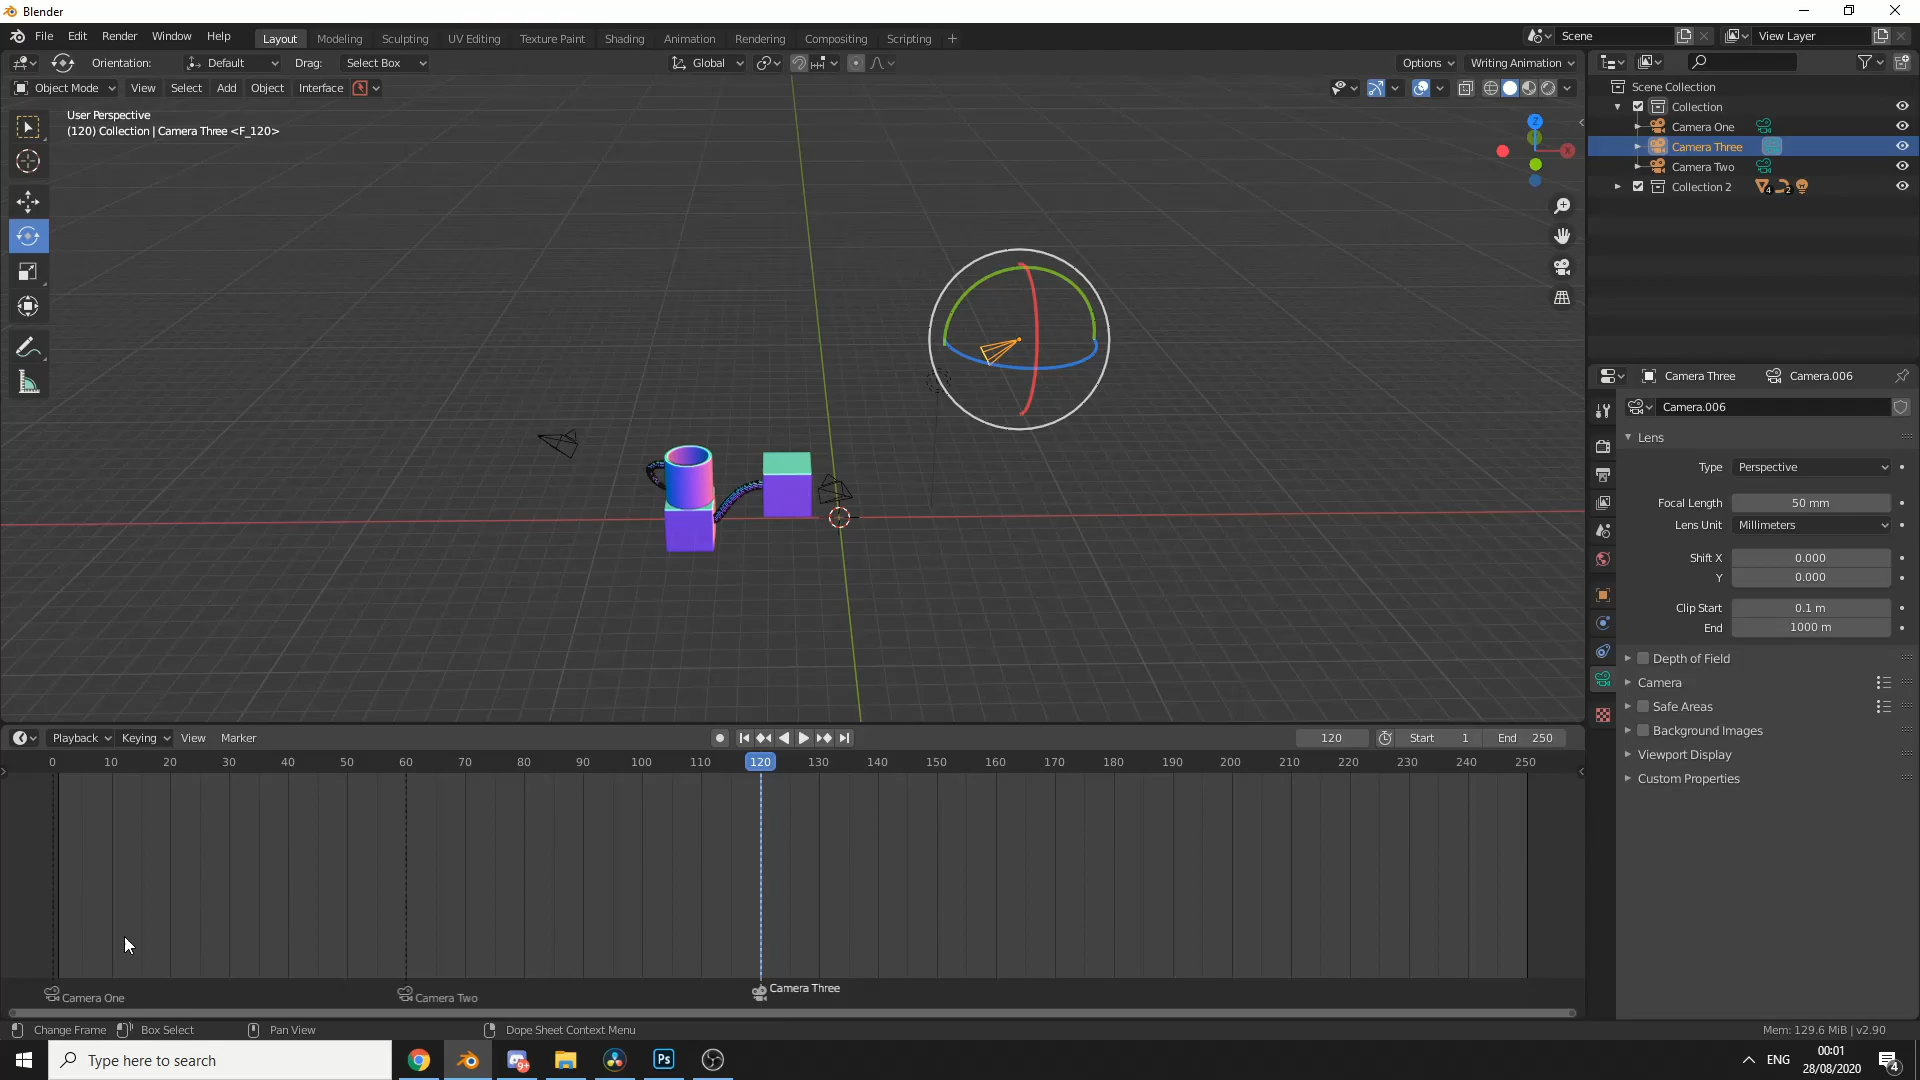 Blender
File Edit Render Window Help
Layout Modeling Sculpting UV Editing Texture Paint Shading Animation Rendering Compositing Scripting +
Scene View Layer
Orientation: Default Drag: Select Box Global Options Writing Animation
Object Mode View Select Add Object Interface
User Perspective
(120) Collection | Camera Three <F_120>
Z
X
Scene Collection
Collection
Camera One
Camera Three
Camera Two
Collection 2 4 2
Camera Three Camera.006
Camera.006
Lens
Type Perspective
Focal Length 50 mm
Lens Unit Millimeters
Shift X 0.000
Y 0.000
Clip Start 0.1 m
End 1000 m
Depth of Field
Camera
Safe Areas
Background Images
Viewport Display
Custom Properties
Playback Keying View Marker 120 Start 1 End 250
0 10 20 30 40 50 60 70 80 90 100 110 120 130 140 150 160 170 180 190 200 210 220 230 240 250
Camera One Camera Two Camera Three
Change Frame Box Select Pan View Dope Sheet Context Menu Mem: 129.6 MiB | v2.90
Type here to search 9+ Ps ENG 00:01 4
28/08/2020